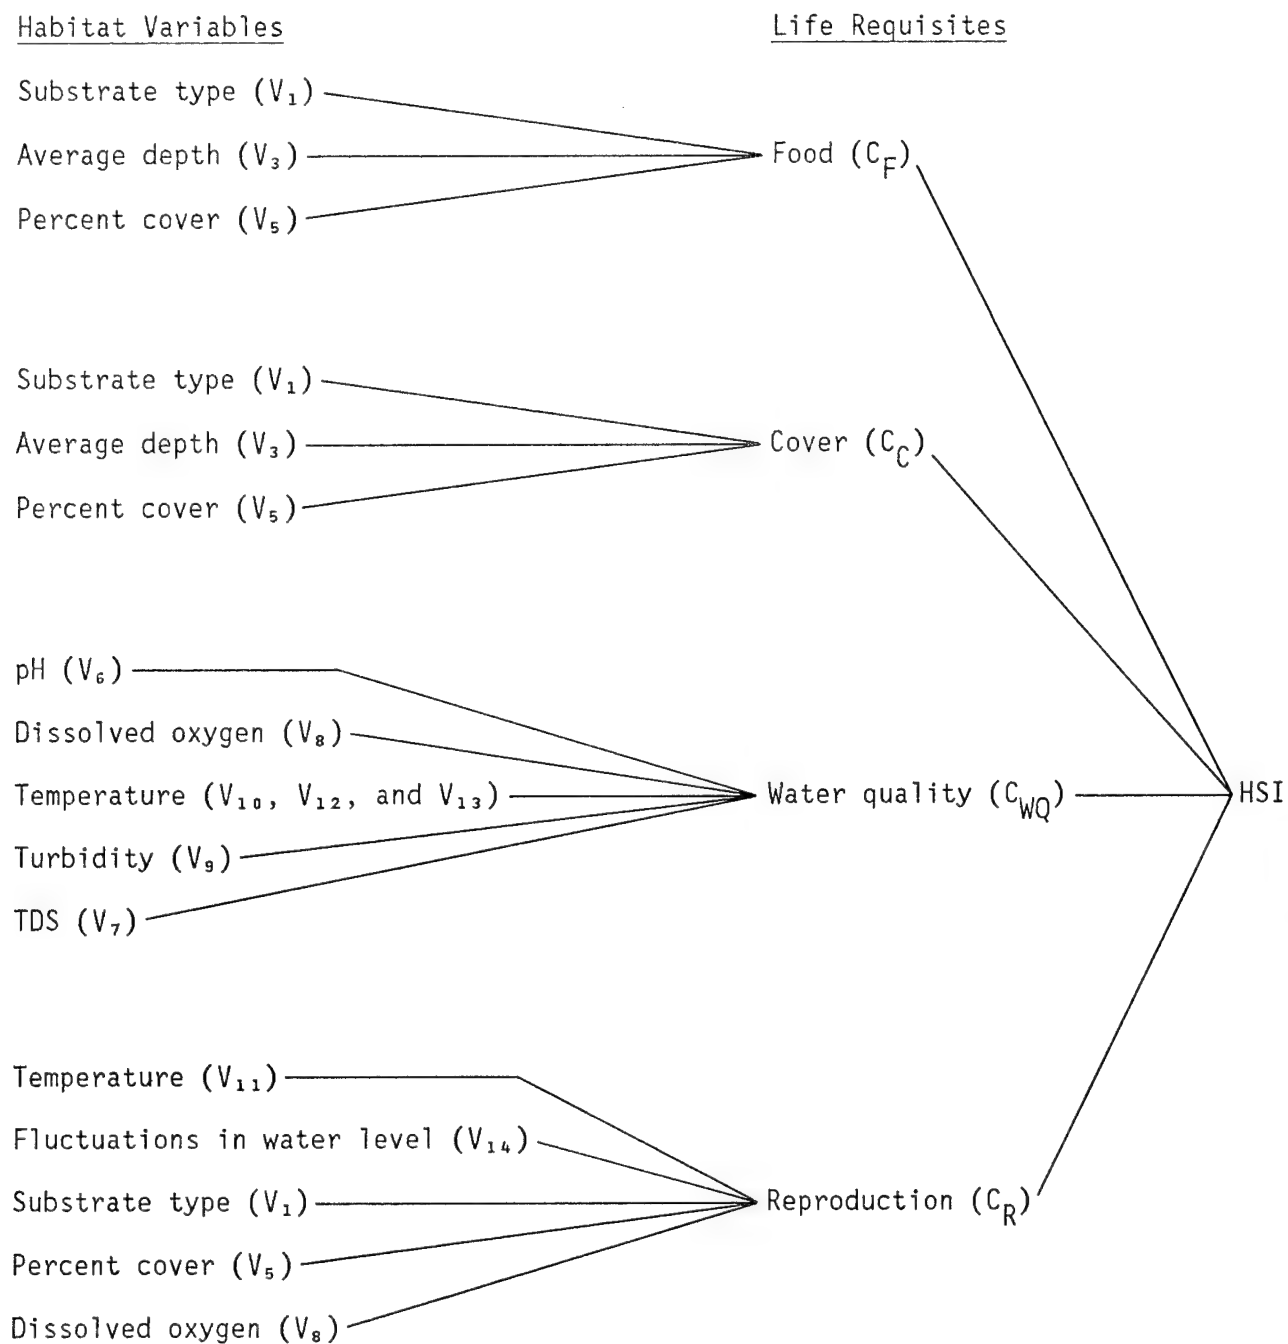 Habitat Variables
Life Requisites
Substrate type (V₁)
Average depth (V₃)
Food (C_F)
Percent cover (V₅)
Substrate type (V₁)
Average depth (V₃)
Cover (C_C)
Percent cover (V₅)
pH (V₆)
Dissolved oxygen (V₈)
Temperature (V₁₀, V₁₂, and V₁₃)
Water quality (C_WQ)
HSI
Turbidity (V₉)
TDS (V₇)
Temperature (V₁₁)
Fluctuations in water level (V₁₄)
Substrate type (V₁)
Reproduction (C_R)
Percent cover (V₅)
Dissolved oxygen (V₈)